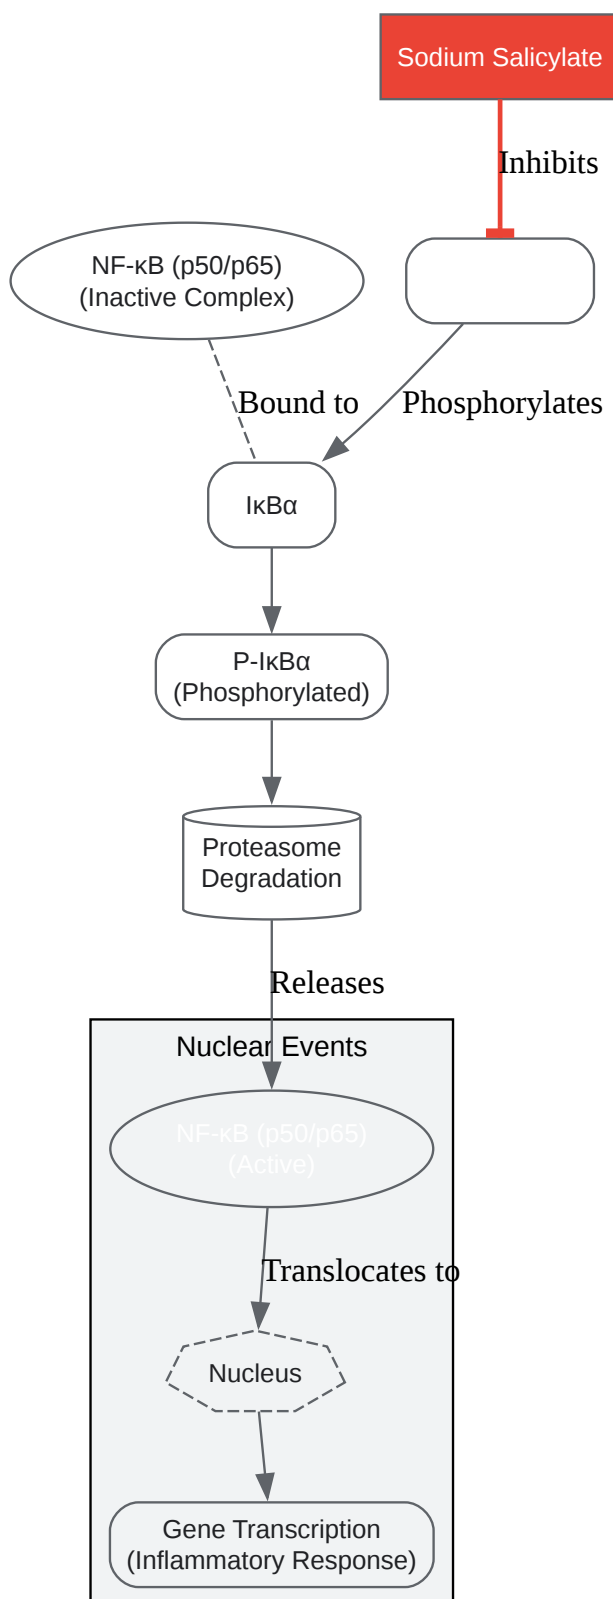 Sodium Salicylate
Inhibits
NF-κB (p50/p65)
(Inactive Complex)
Bound to
Phosphorylates
IκBα
P-IκBα
(Phosphorylated)
Proteasome
Degradation
Releases
Nuclear Events
NF-κB (p50/p65)
(Active)
Translocates to
Nucleus
Gene Transcription
(Inflammatory Response)